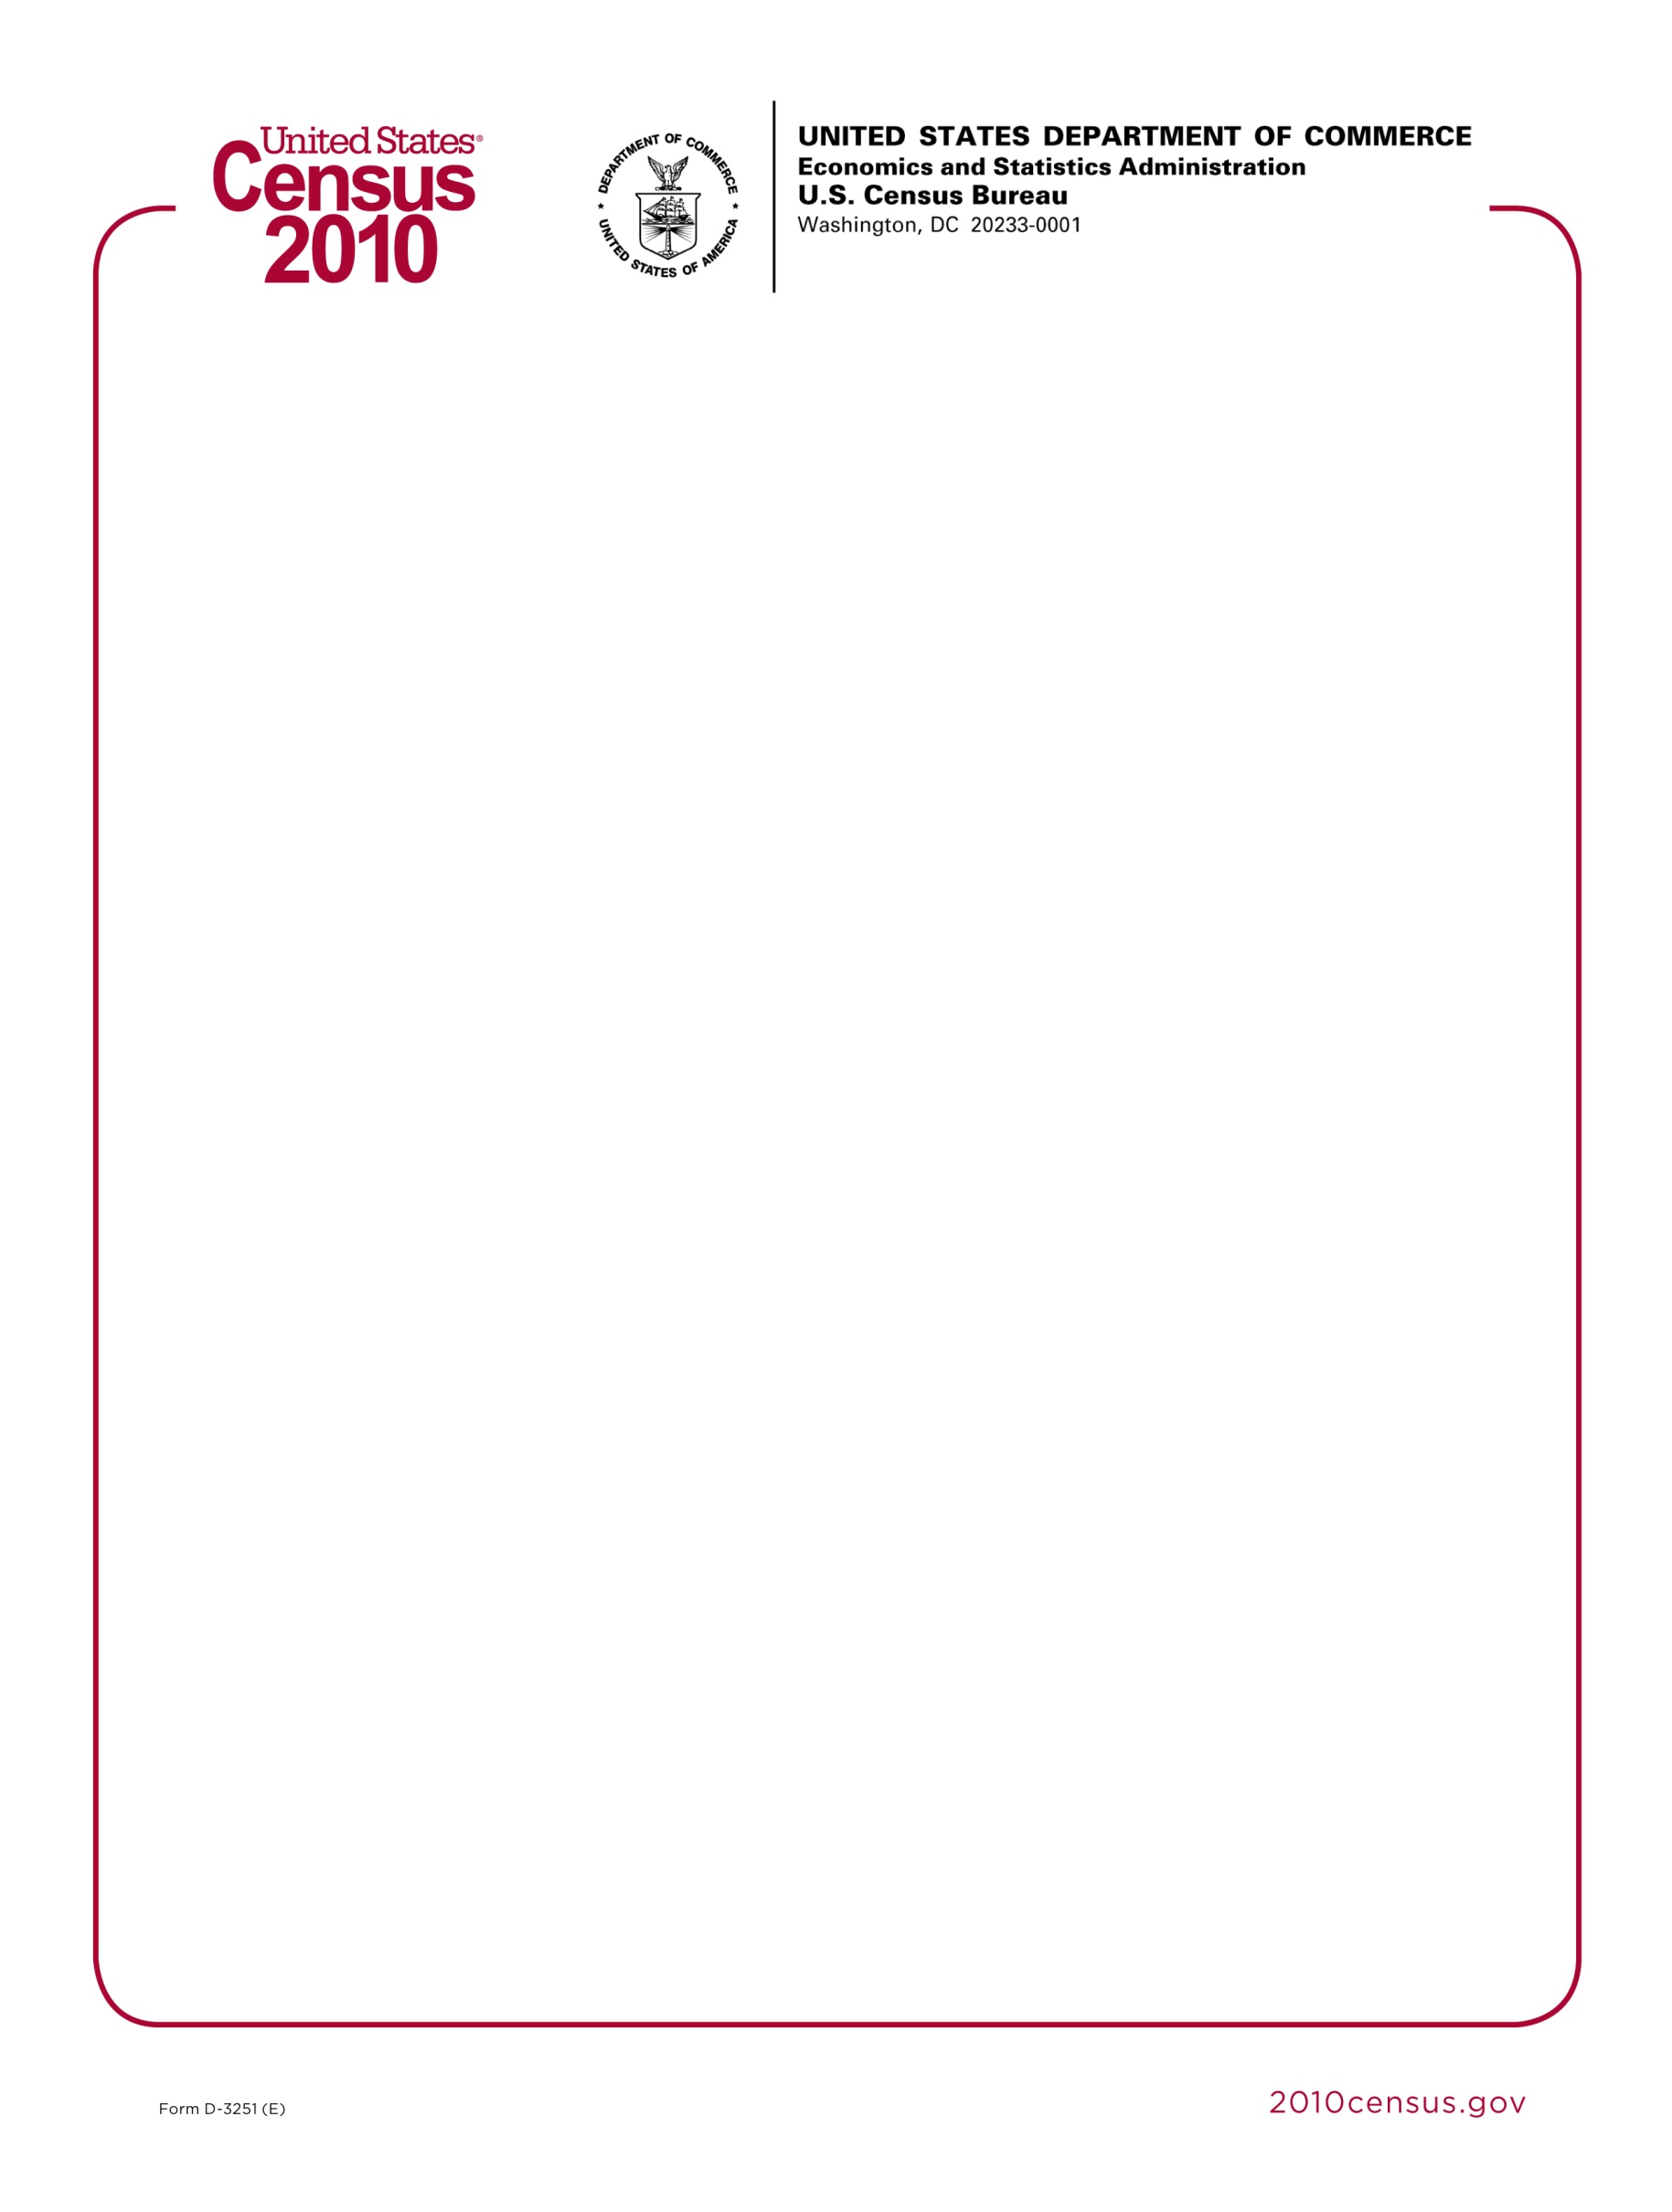 United States®
Census
2010
DEPARTMENT OF COMMERCE
UNITED STATES OF AMERICA
UNITED STATES DEPARTMENT OF COMMERCE
Economics and Statistics Administration
U.S. Census Bureau
Washington, DC 20233-0001
Form D-3251 (E)
2010census.gov